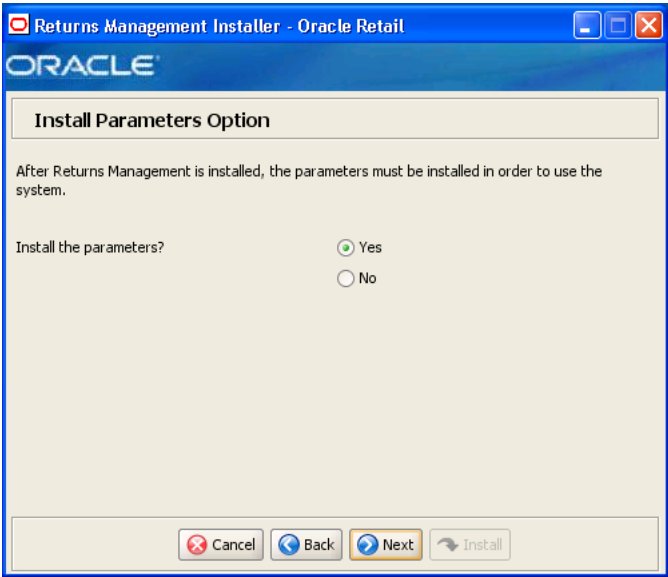 Returns Management Installer - Oracle Retail
ORACLE
Install Parameters Option
After Returns Management is installed, the parameters must be installed in order to use the
system.
Install the parameters?
Yes
No
Cancel
Back
Next
Install